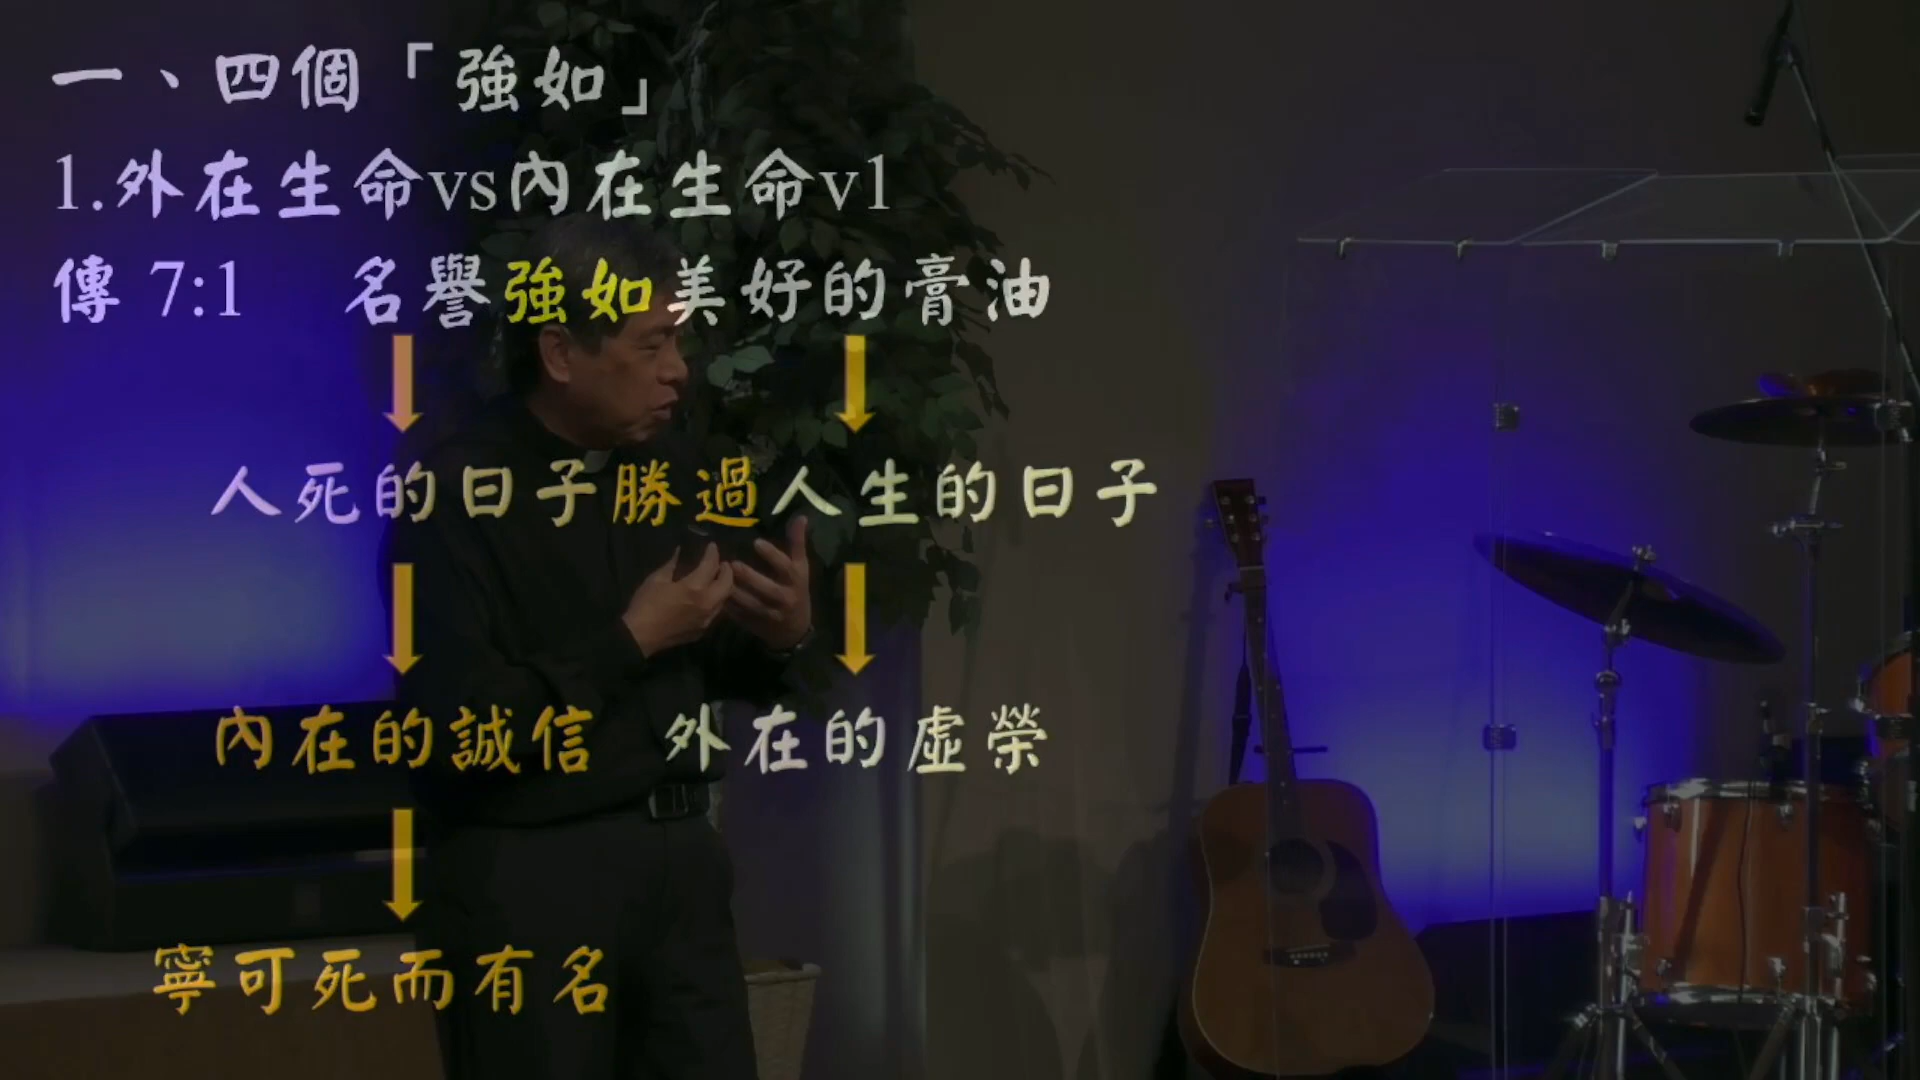 一、四個「強如」
1.外在生命vs內在生命v1
傳 7:1 名譽強如美好的膏油
人死的日子勝過人生的日子
內在的誠信 外在的虛榮
寧可死而有名